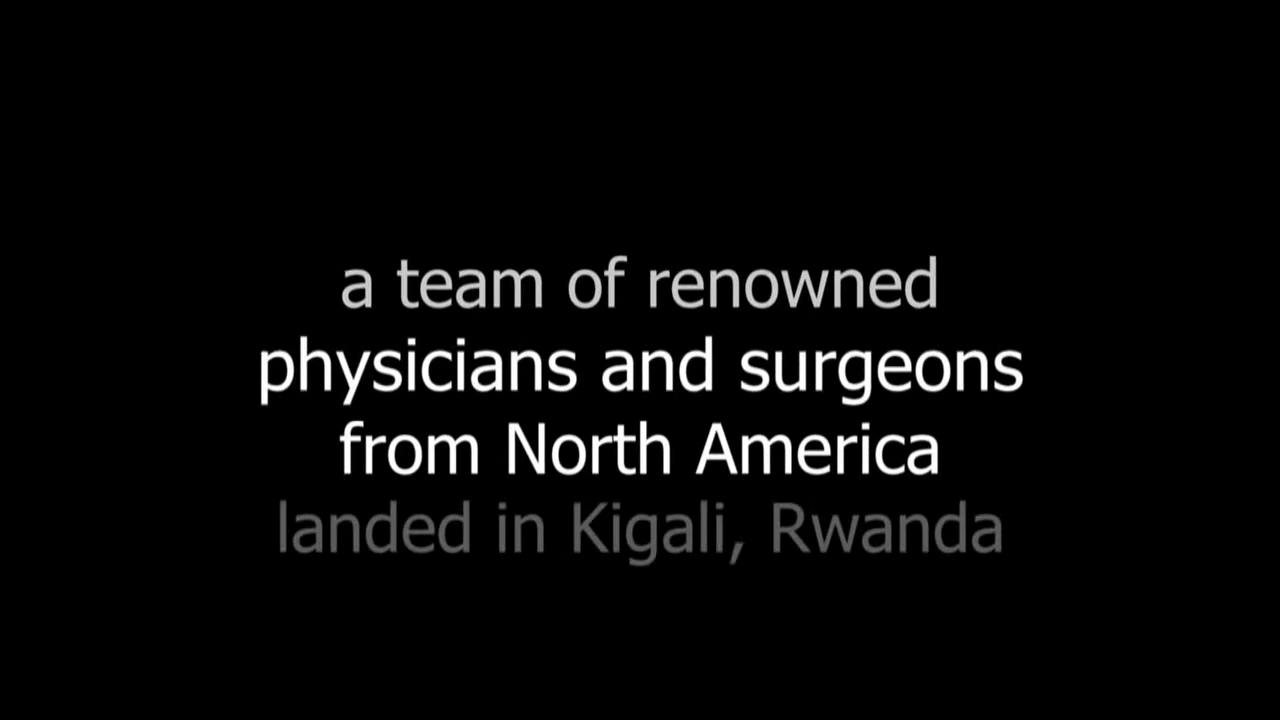 a team of renowned
physicians and surgeons
from North America
landed in Kigali, Rwanda